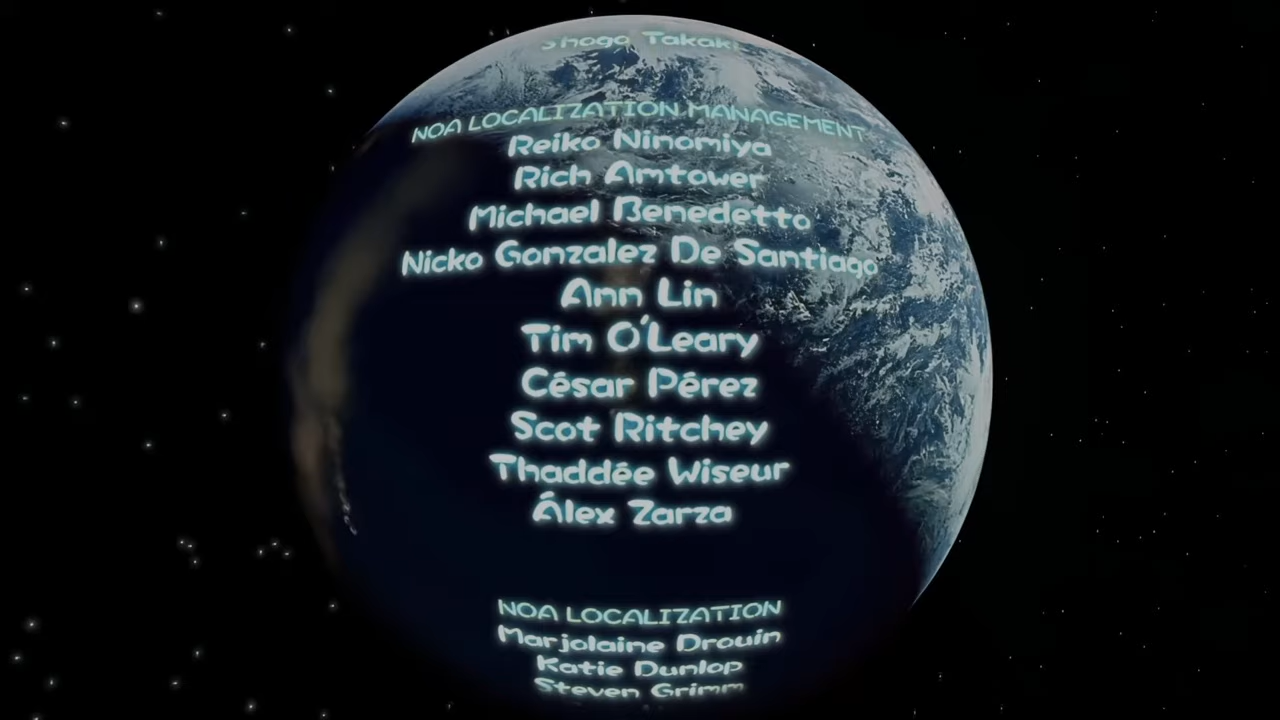 Shogo Takaki
NOA LOCALIZATION MANAGEMENT
Reiko Ninomiya
Rich Amtower
Michael Benedetto
Nicko Gonzalez De Santiago
Ann Lin
Tim O'Leary
César Pérez
Scot Ritchey
Thaddée Wiseur
Álex Zarza
NOA LOCALIZATION
Marjolaine Drouin
Katie Dunlop
Steven Grimm